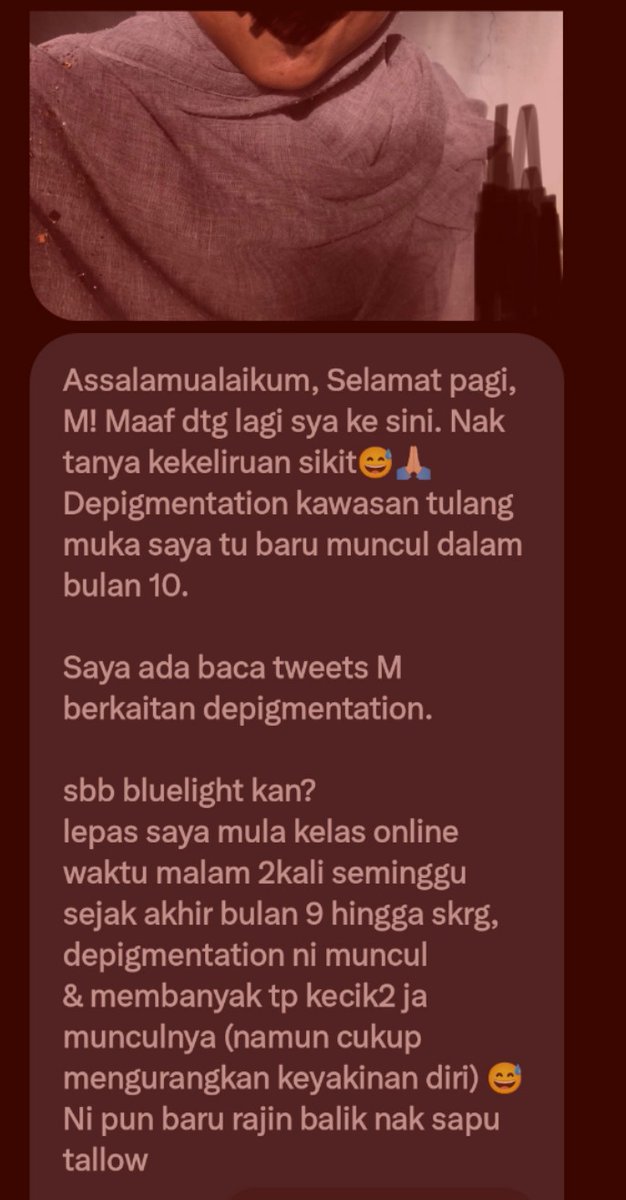 Assalamualaikum, Selamat pagi,
M! Maaf dtg lagi sya ke sini. Nak
tanya kekeliruan sikit😅🙏🏼
Depigmentation kawasan tulang
muka saya tu baru muncul dalam
bulan 10.
Saya ada baca tweets M
berkaitan depigmentation.
sbb bluelight kan?
lepas saya mula kelas online
waktu malam 2kali seminggu
sejak akhir bulan 9 hingga skrg,
depigmentation ni muncul
& membanyak tp kecik2 ja
munculnya (namun cukup
mengurangkan keyakinan diri) 😅
Ni pun baru rajin balik nak sapu
tallow